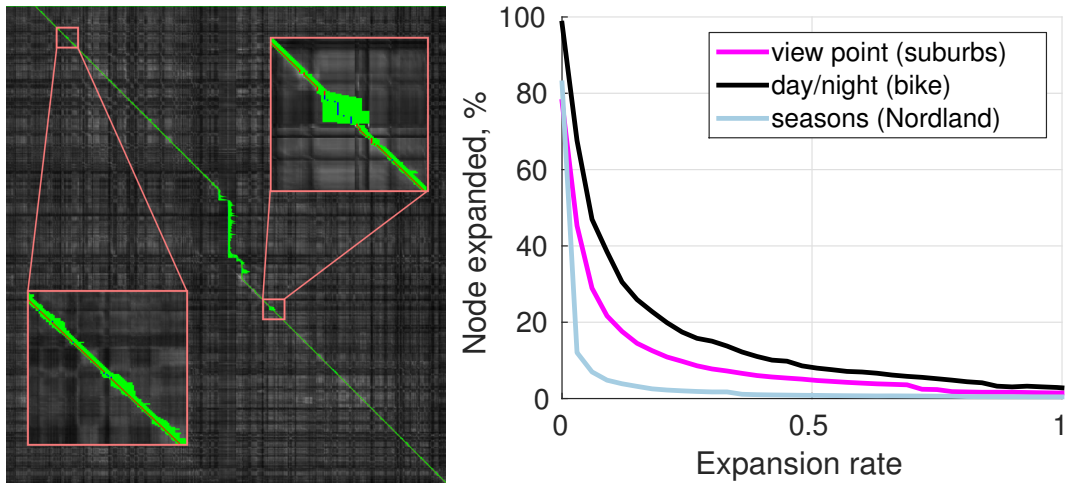 100
80
60
40
20
0
Node expanded, %
view point (suburbs)
day/night (bike)
seasons (Nordland)
0
0.5
1
Expansion rate